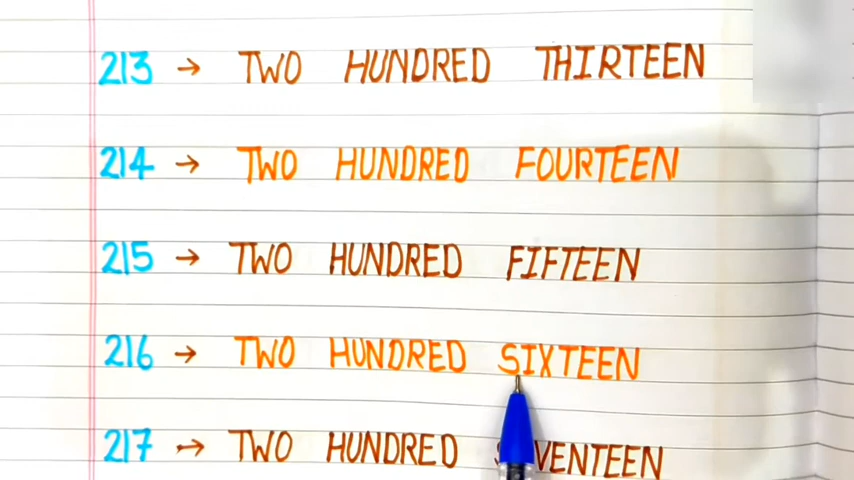 213 → TWO HUNDRED THIRTEEN
214 → TWO HUNDRED FOURTEEN
215 → TWO HUNDRED FIFTEEN
216 → TWO HUNDRED SIXTEEN
217 → TWO HUNDRED